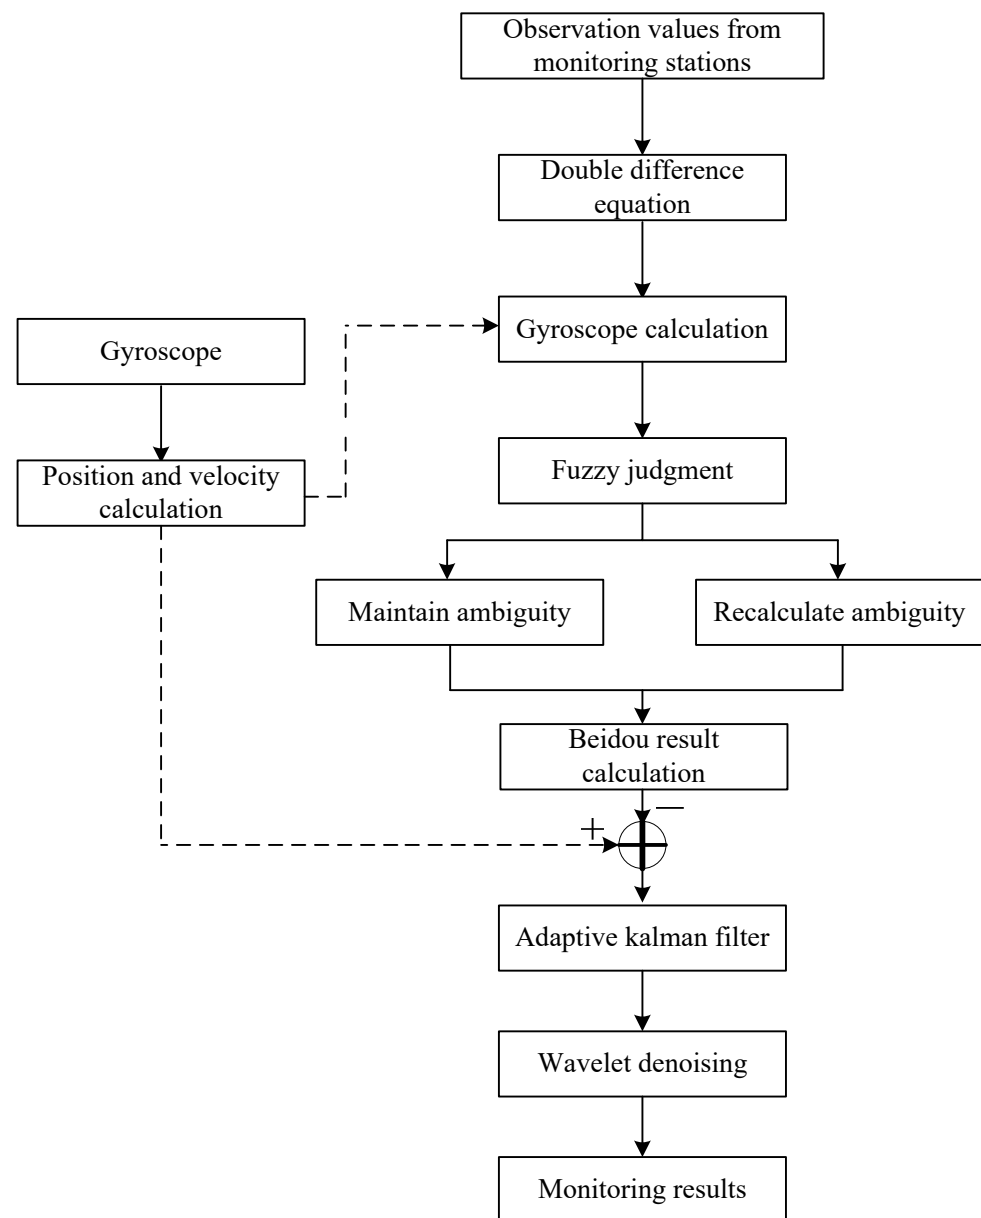 Observation values from
monitoring stations
Double difference
equation
Gyroscope calculation
Gyroscope
Fuzzy judgment
Position and velocity
calculation
Maintain ambiguity
Recalculate ambiguity
Beidou result
calculation
−
+
Adaptive kalman filter
Wavelet denoising
Monitoring results